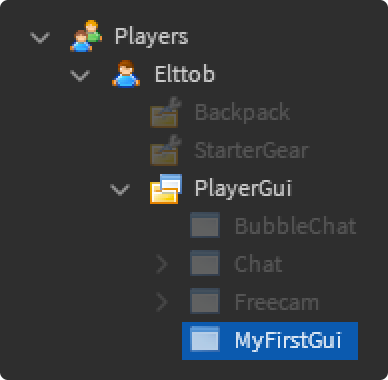 Players
Elttob
Backpack
StarterGear
PlayerGui
BubbleChat
Chat
Freecam
MyFirstGui